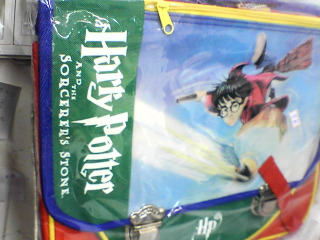 Harry Potter
AND THE
SORCERER'S STONE
HP